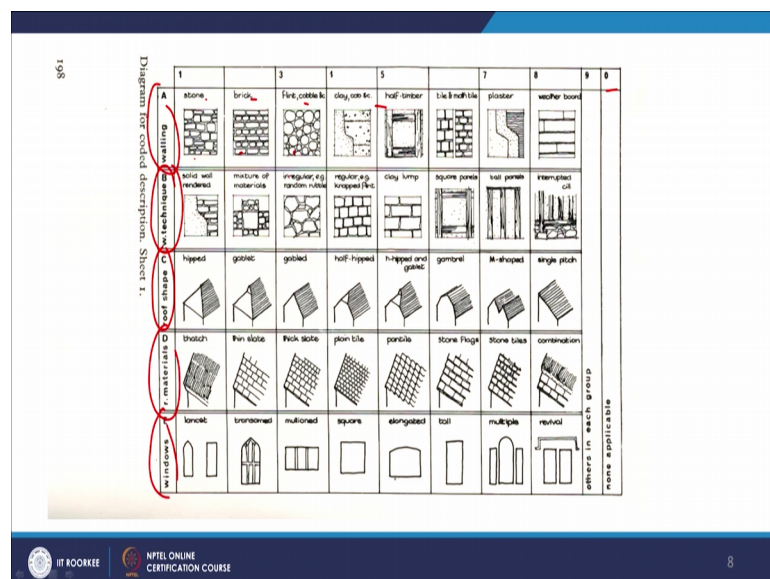 198
Diagram for coded description. Sheet 1.
1 3 1 5 7 8 9 0
A walling
stone brick flint, cobble &c clay, cob &c. half-timber tile & math tile plaster weather board
W. technique B
solid wall rendered
mixture of materials
irregular, e.g. random rubble
regular, e.g. knapped flint
clay lump
square panels
tall panels
interrupted cill
roof shape C
hipped gablet gabled half-hipped h-hipped and gablet gambrel M-shaped single pitch
r. materials D
thatch thin slate thick slate plain tile pantile stone flags stone tiles combination
windows
lancet transomed mullioned square elongated tall multiple revival
others in each group
none applicable
IIT ROORKEE
NPTEL ONLINE
CERTIFICATION COURSE
8